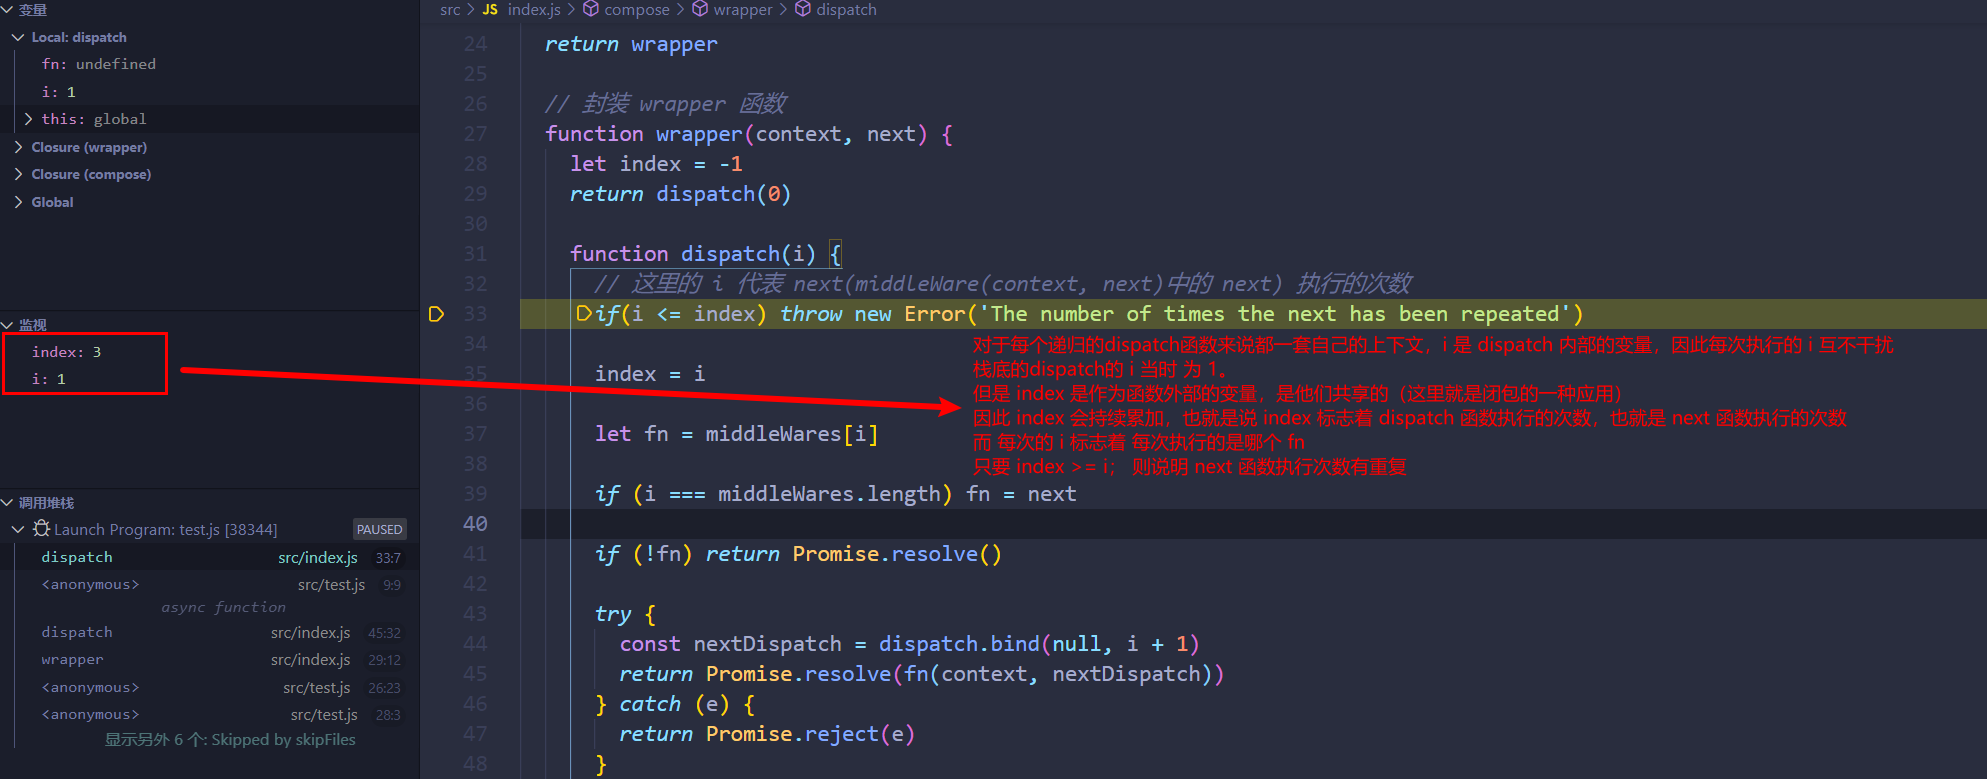 变量
Local: dispatch
fn: undefined
i: 1
this: global
Closure (wrapper)
Closure (compose)
Global
监视
index: 3
i: 1
调用堆栈
Launch Program: test.js [38344] PAUSED
dispatch src/index.js 33:7
<anonymous> src/test.js 9:9
async function
dispatch src/index.js 45:32
wrapper src/index.js 29:12
<anonymous> src/test.js 26:23
<anonymous> src/test.js 28:3
显示另外 6 个: Skipped by skipFiles
src > JS index.js > compose > wrapper > dispatch
24 return wrapper
25
26 // 封装 wrapper 函数
27 function wrapper(context, next) {
28 let index = -1
29 return dispatch(0)
30
31 function dispatch(i) {
32 // 这里的 i 代表 next(middleWare(context, next)中的 next) 执行的次数
33 if(i <= index) throw new Error('The number of times the next has been repeated')
34
对于每个递归的dispatch函数来说都一套自己的上下文，i 是 dispatch 内部的变量，因此每次执行的 i 互不干扰
栈底的dispatch的 i 当时 为 1。
35 index = i
但是 index 是作为函数外部的变量，是他们共享的（这里就是闭包的一种应用）
36
因此 index 会持续累加，也就是说 index 标志着 dispatch 函数执行的次数，也就是 next 函数执行的次数
37 let fn = middleWares[i]
而 每次的 i 标志着 每次执行的是哪个 fn
38
只要 index >= i； 则说明 next 函数执行次数有重复
39 if (i === middleWares.length) fn = next
40
41 if (!fn) return Promise.resolve()
42
43 try {
44 const nextDispatch = dispatch.bind(null, i + 1)
45 return Promise.resolve(fn(context, nextDispatch))
46 } catch (e) {
47 return Promise.reject(e)
48 }